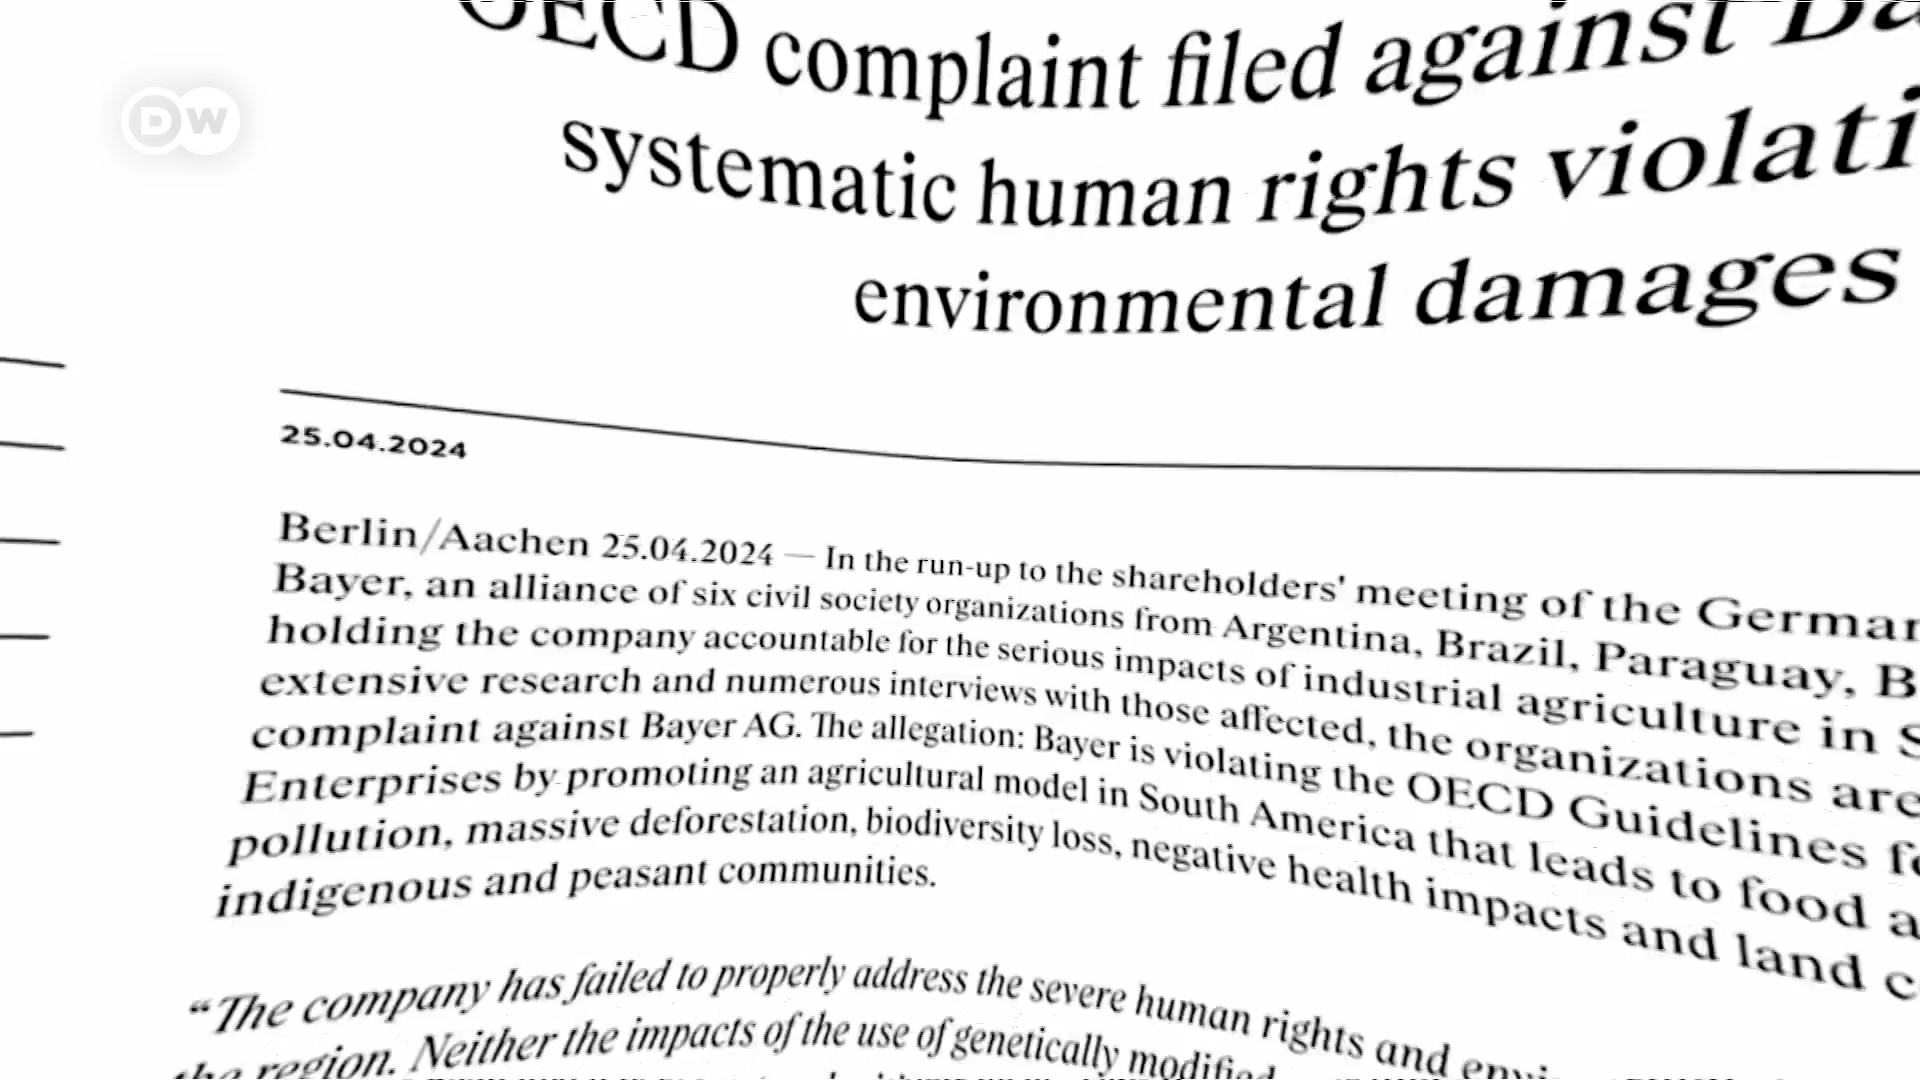 DW
OECD complaint filed against
systematic human rights
environmental damages
25.04.2024
Berlin/Aachen 25.04.2024 — In the run-up to the shareholders' meeting of the
Bayer, an alliance of six civil society organizations from Argentina, Brazil, Paraguay,
holding the company accountable for the serious impacts of industrial agriculture in
extensive research and numerous interviews with those affected, the organizations are
complaint against Bayer AG. The allegation: Bayer is violating the OECD Guidelines
Enterprises by promoting an agricultural model in South America that leads to food
pollution, massive deforestation, biodiversity loss, negative health impacts and land
indigenous and peasant communities.
“The company has failed to properly address the severe human rights and
the region. Neither the impacts of the use of genetically modified